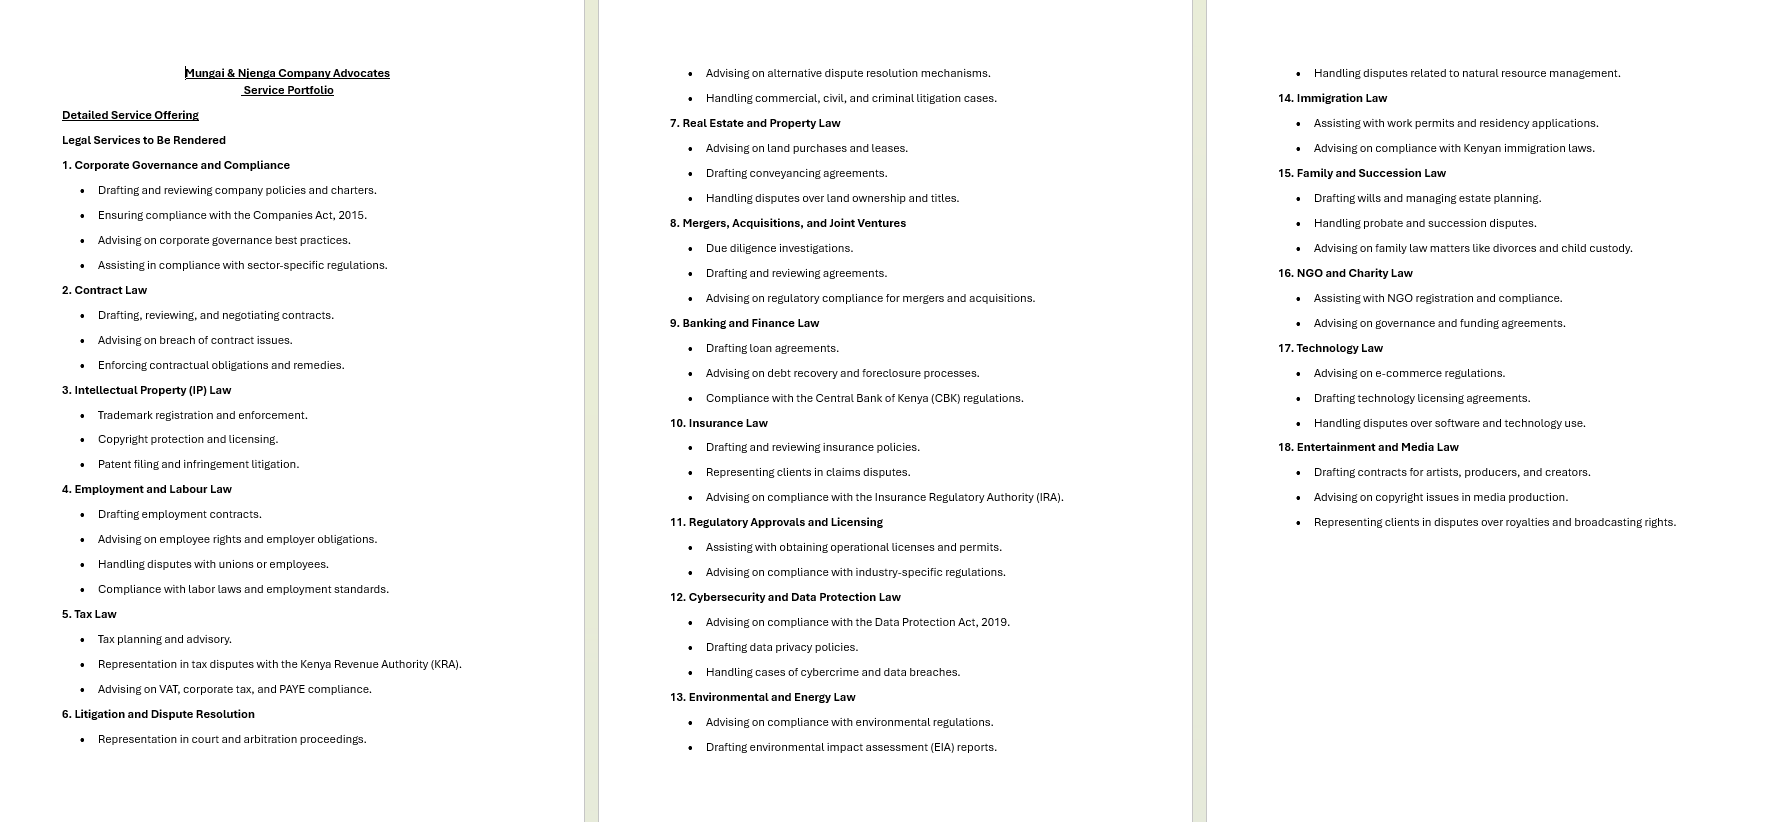 Mungai & Njenga Company Advocates
Service Portfolio
Detailed Service Offering
Legal Services to Be Rendered
1. Corporate Governance and Compliance
• Drafting and reviewing company policies and charters.
• Ensuring compliance with the Companies Act, 2015.
• Advising on corporate governance best practices.
• Assisting in compliance with sector-specific regulations.
2. Contract Law
• Drafting, reviewing, and negotiating contracts.
• Advising on breach of contract issues.
• Enforcing contractual obligations and remedies.
3. Intellectual Property (IP) Law
• Trademark registration and enforcement.
• Copyright protection and licensing.
• Patent filing and infringement litigation.
4. Employment and Labour Law
• Drafting employment contracts.
• Advising on employee rights and employer obligations.
• Handling disputes with unions or employees.
• Compliance with labor laws and employment standards.
5. Tax Law
• Tax planning and advisory.
• Representation in tax disputes with the Kenya Revenue Authority (KRA).
• Advising on VAT, corporate tax, and PAYE compliance.
6. Litigation and Dispute Resolution
• Representation in court and arbitration proceedings.
• Advising on alternative dispute resolution mechanisms.
• Handling commercial, civil, and criminal litigation cases.
7. Real Estate and Property Law
• Advising on land purchases and leases.
• Drafting conveyancing agreements.
• Handling disputes over land ownership and titles.
8. Mergers, Acquisitions, and Joint Ventures
• Due diligence investigations.
• Drafting and reviewing agreements.
• Advising on regulatory compliance for mergers and acquisitions.
9. Banking and Finance Law
• Drafting loan agreements.
• Advising on debt recovery and foreclosure processes.
• Compliance with the Central Bank of Kenya (CBK) regulations.
10. Insurance Law
• Drafting and reviewing insurance policies.
• Representing clients in claims disputes.
• Advising on compliance with the Insurance Regulatory Authority (IRA).
11. Regulatory Approvals and Licensing
• Assisting with obtaining operational licenses and permits.
• Advising on compliance with industry-specific regulations.
12. Cybersecurity and Data Protection Law
• Advising on compliance with the Data Protection Act, 2019.
• Drafting data privacy policies.
• Handling cases of cybercrime and data breaches.
13. Environmental and Energy Law
• Advising on compliance with environmental regulations.
• Drafting environmental impact assessment (EIA) reports.
• Handling disputes related to natural resource management.
14. Immigration Law
• Assisting with work permits and residency applications.
• Advising on compliance with Kenyan immigration laws.
15. Family and Succession Law
• Drafting wills and managing estate planning.
• Handling probate and succession disputes.
• Advising on family law matters like divorces and child custody.
16. NGO and Charity Law
• Assisting with NGO registration and compliance.
• Advising on governance and funding agreements.
17. Technology Law
• Advising on e-commerce regulations.
• Drafting technology licensing agreements.
• Handling disputes over software and technology use.
18. Entertainment and Media Law
• Drafting contracts for artists, producers, and creators.
• Advising on copyright issues in media production.
• Representing clients in disputes over royalties and broadcasting rights.